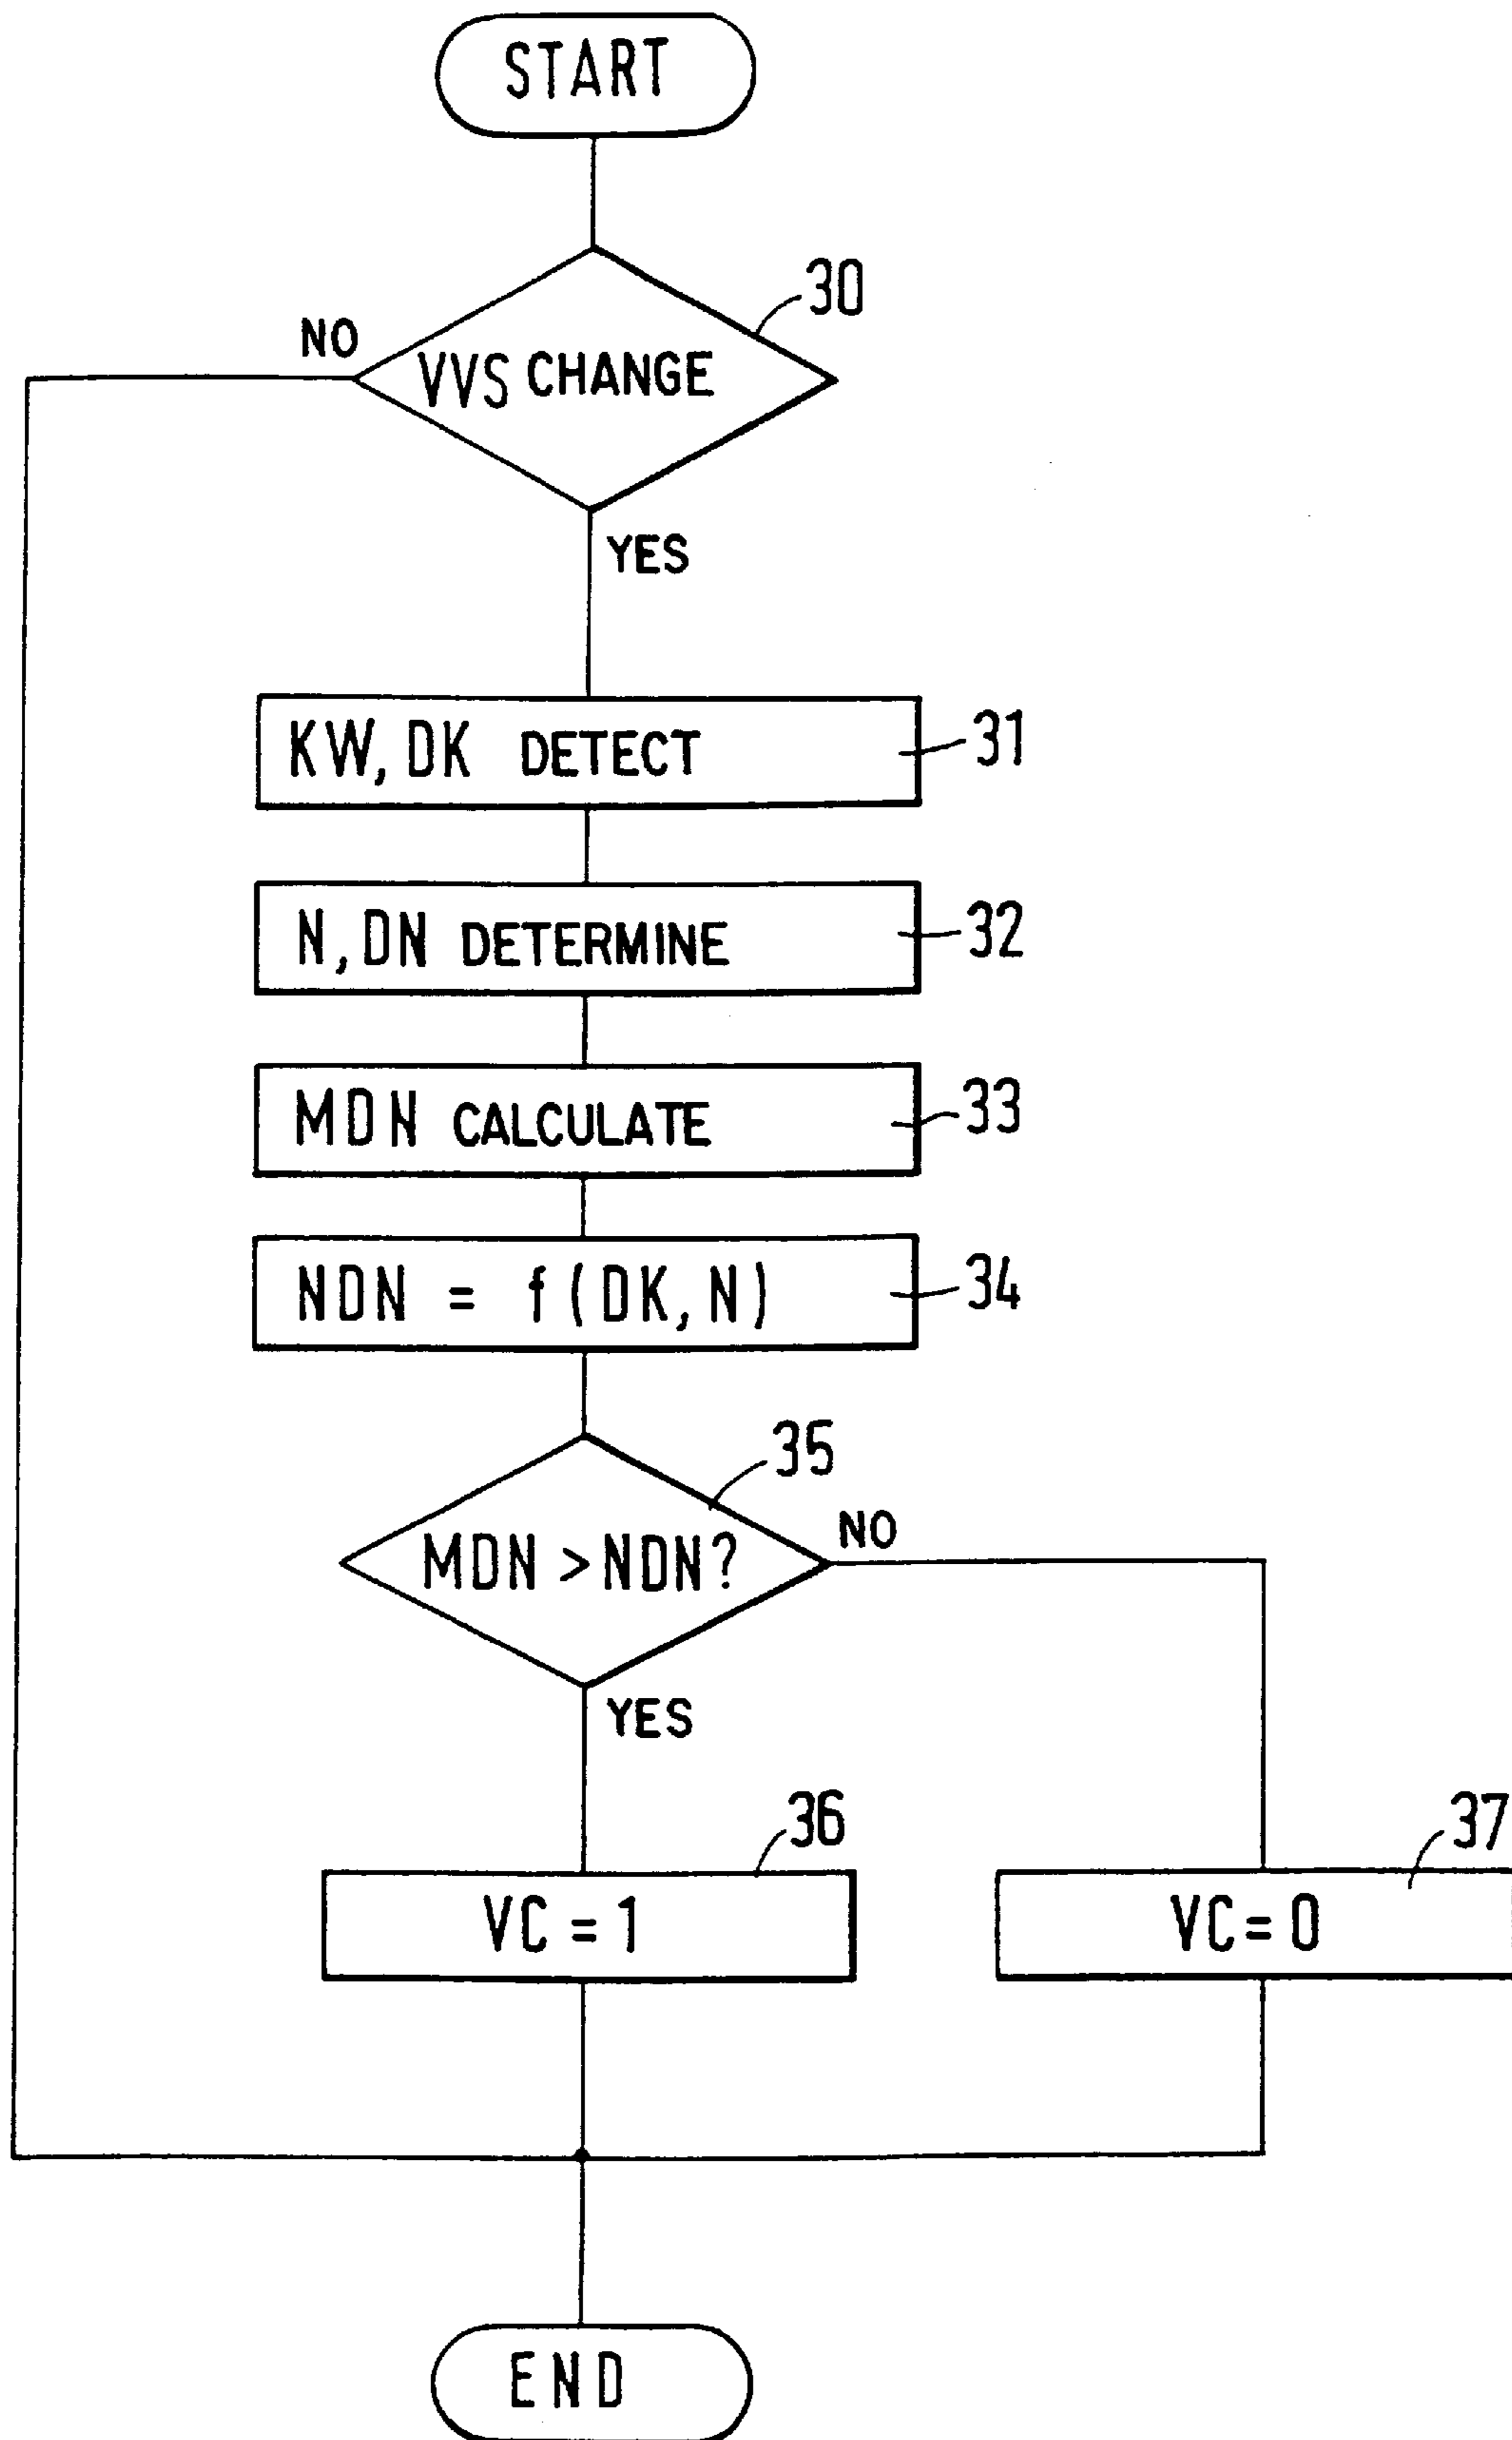 START
30
NO
VVS CHANGE
YES
KW, DK DETECT
31
N, DN DETERMINE
32
MDN CALCULATE
33
NDN = f(DK, N)
34
35
MDN > NDN?
NO
YES
36
37
VC = 1
VC = 0
END